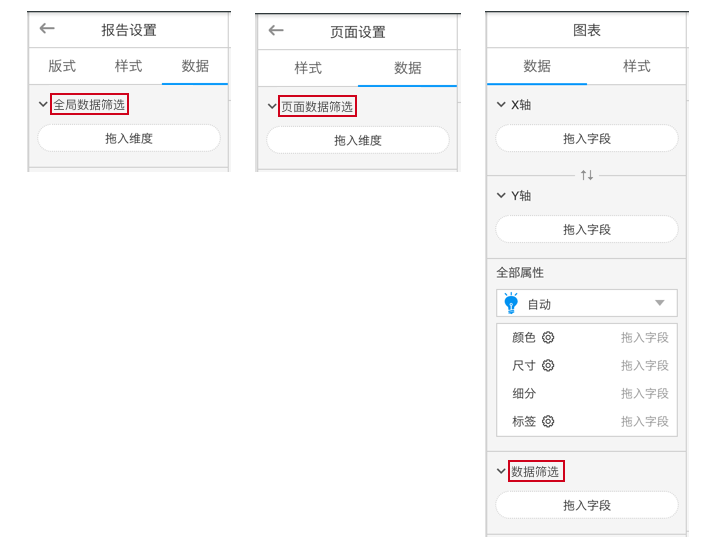 报告设置
版式 样式 数据
全局数据筛选
拖入维度
页面设置
样式 数据
页面数据筛选
拖入维度
图表
数据 样式
X轴
拖入字段
Y轴
拖入字段
全部属性
自动
颜色 拖入字段
尺寸 拖入字段
细分 拖入字段
标签 拖入字段
数据筛选
拖入字段